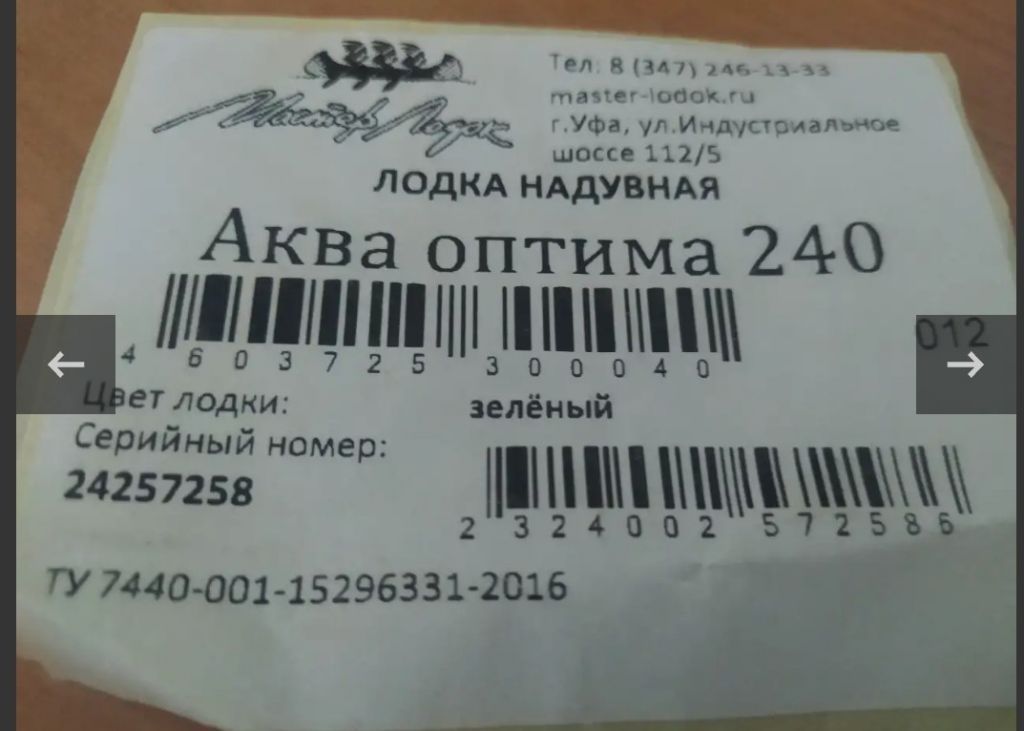 Мастер Лодок
Тел: 8 (347) 246-13-33
master-lodok.ru
г.Уфа, ул.Индустриальное
шоссе 112/5
ЛОДКА НАДУВНАЯ
Аква оптима 240
4 603725 300040
012
Цвет лодки: зелёный
Серийный номер:
24257258
2 324002 572586
ТУ 7440-001-15296331-2016